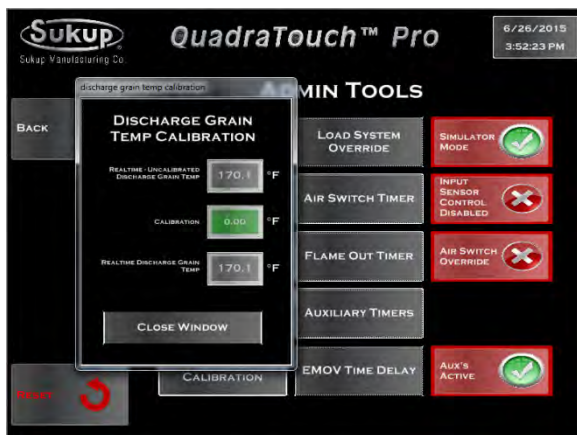 Sukup
Sukup Manufacturing Co.
QuadraTouch™ Pro
6/26/2015
3:52:23 PM
discharge grain temp calibration
MIN TOOLS
BACK
DISCHARGE GRAIN
TEMP CALIBRATION
REALTIME - UNCALIBRATED
DISCHARGE GRAIN TEMP
170.1 °F
CALIBRATION
0.00 °F
REALTIME DISCHARGE GRAIN
TEMP
170.1 °F
CLOSE WINDOW
LOAD SYSTEM
OVERRIDE
SIMULATOR
MODE
AIR SWITCH TIMER
INPUT
SENSOR
CONTROL
DISABLED
FLAME OUT TIMER
AIR SWITCH
OVERRIDE
AUXILIARY TIMERS
RESET
CALIBRATION
EMOV TIME DELAY
AUX'S
ACTIVE